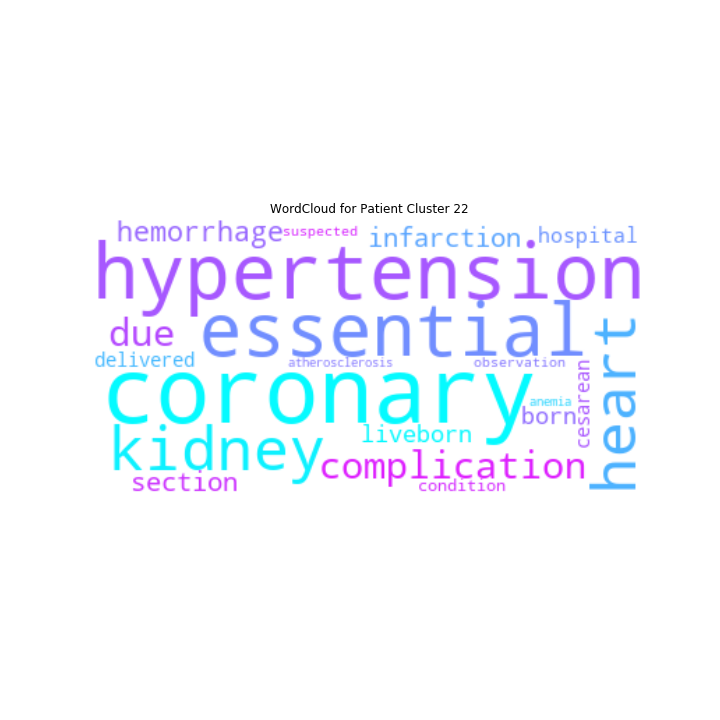 WordCloud for Patient Cluster 22
hemorrhage
suspected
infarction
hospital
hypertension
due
essential
heart
delivered
atherosclerosis
observation
coronary
anemia
born
cesarean
kidney
liveborn
complication
section
condition